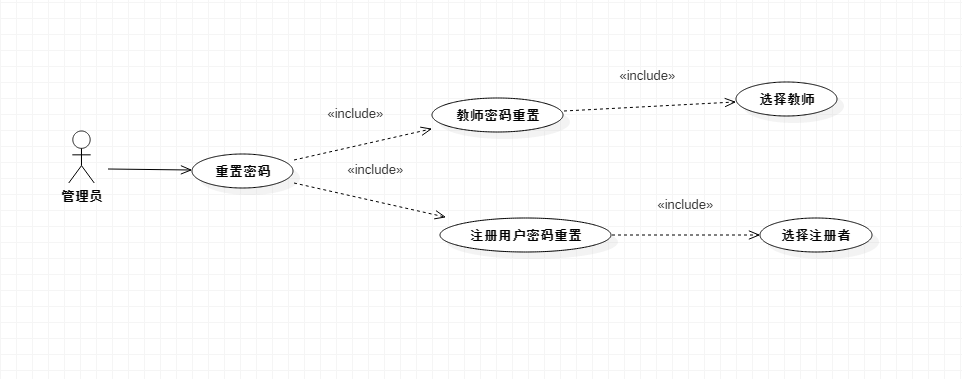 «include»
选择教师
«include»
教师密码重置
管理员
重置密码
«include»
«include»
注册用户密码重置
选择注册者